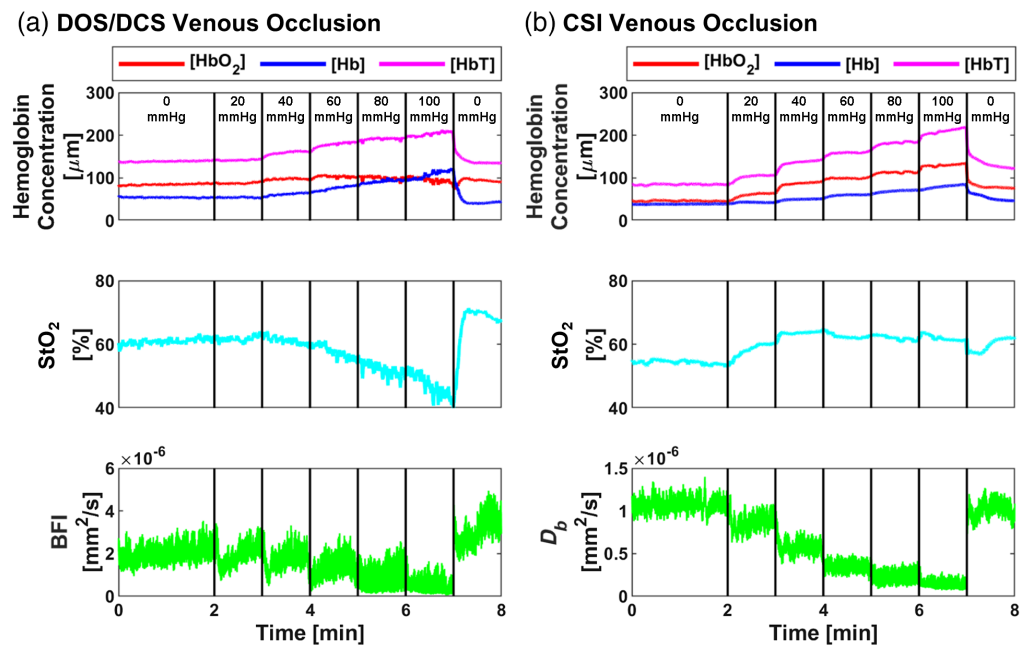 (a) DOS/DCS Venous Occlusion
[HbO2] [Hb] [HbT]
Hemoglobin
Concentration
[μm]
300
200
100
0
0
mmHg
20
mmHg
40
mmHg
60
mmHg
80
mmHg
100
mmHg
0
mmHg
StO2
[%]
80
60
40
BFI
[mm²/s]
×10⁻⁶
6
4
2
0
0 2 4 6 8
Time [min]
(b) CSI Venous Occlusion
[HbO2] [Hb] [HbT]
Hemoglobin
Concentration
[μm]
300
200
100
0
0
mmHg
20
mmHg
40
mmHg
60
mmHg
80
mmHg
100
mmHg
0
mmHg
StO2
[%]
80
60
40
Db
[mm²/s]
×10⁻⁶
1.5
1
0.5
0
0 2 4 6 8
Time [min]